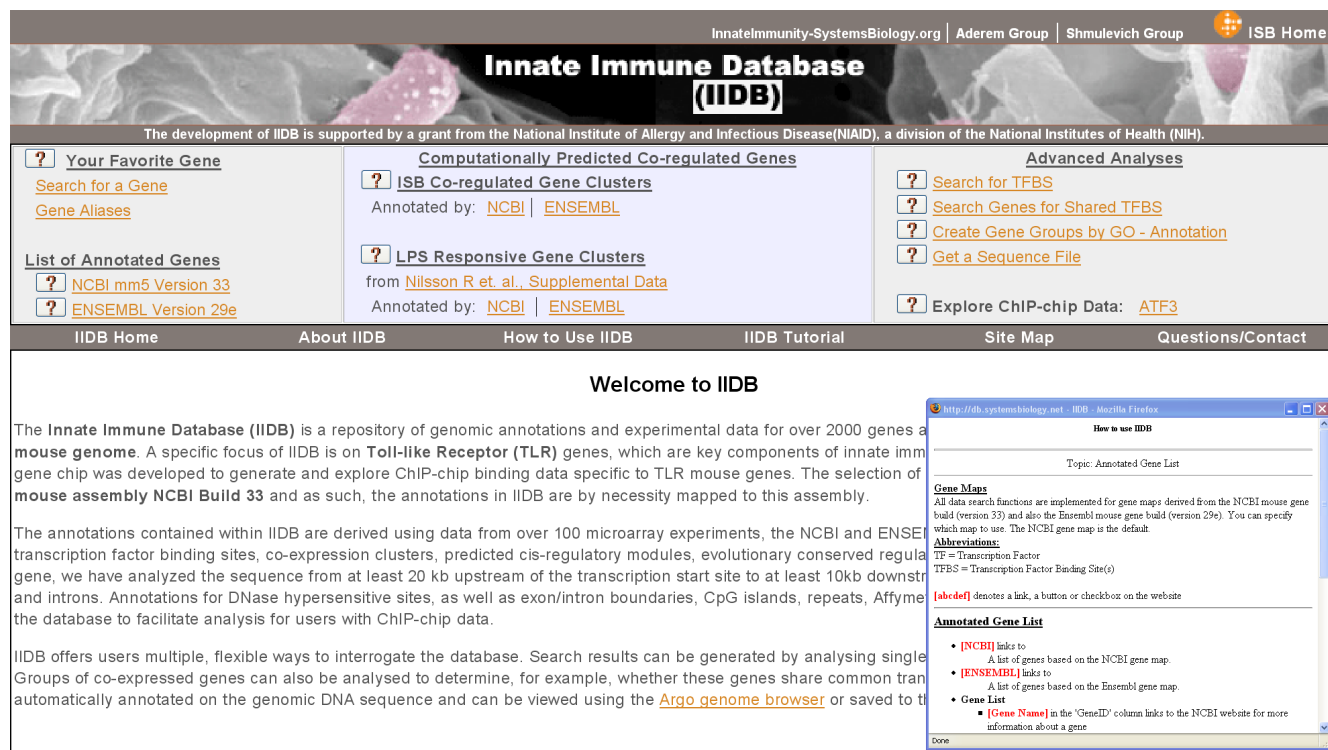 InnateImmunity-SystemsBiology.org | Aderem Group | Shmulevich Group ISB Home
Innate Immune Database
(IIDB)
The development of IIDB is supported by a grant from the National Institute of Allergy and Infectious Disease(NIAID), a division of the National Institutes of Health (NIH).
? Your Favorite Gene
Search for a Gene
Gene Aliases
List of Annotated Genes
? NCBI mm5 Version 33
? ENSEMBL Version 29e
Computationally Predicted Co-regulated Genes
? ISB Co-regulated Gene Clusters
Annotated by: NCBI | ENSEMBL
? LPS Responsive Gene Clusters
from Nilsson R et. al., Supplemental Data
Annotated by: NCBI | ENSEMBL
Advanced Analyses
? Search for TFBS
? Search Genes for Shared TFBS
? Create Gene Groups by GO - Annotation
? Get a Sequence File
? Explore ChIP-chip Data: ATF3
IIDB Home About IIDB How to Use IIDB IIDB Tutorial Site Map Questions/Contact
Welcome to IIDB
The Innate Immune Database (IIDB) is a repository of genomic annotations and experimental data for over 2000 genes a
mouse genome. A specific focus of IIDB is on Toll-like Receptor (TLR) genes, which are key components of innate imm
gene chip was developed to generate and explore ChIP-chip binding data specific to TLR mouse genes. The selection of
mouse assembly NCBI Build 33 and as such, the annotations in IIDB are by necessity mapped to this assembly.
The annotations contained within IIDB are derived using data from over 100 microarray experiments, the NCBI and ENSE
transcription factor binding sites, co-expression clusters, predicted cis-regulatory modules, evolutionary conserved regula
gene, we have analyzed the sequence from at least 20 kb upstream of the transcription start site to at least 10kb downstr
and introns. Annotations for DNase hypersensitive sites, as well as exon/intron boundaries, CpG islands, repeats, Affyme
the database to facilitate analysis for users with ChIP-chip data.
IIDB offers users multiple, flexible ways to interrogate the database. Search results can be generated by analysing single
Groups of co-expressed genes can also be analysed to determine, for example, whether these genes share common tran
automatically annotated on the genomic DNA sequence and can be viewed using the Argo genome browser or saved to th
http://db.systemsbiology.net - IIDB - Mozilla Firefox
How to use IIDB
Topic: Annotated Gene List
Gene Maps
All data search functions are implemented for gene maps derived from the NCBI mouse gene
build (version 33) and also the Ensembl mouse gene build (version 29e). You can specify
which map to use. The NCBI gene map is the default.
Abbreviations:
TF = Transcription Factor
TFBS = Transcription Factor Binding Site(s)
[abcdef] denotes a link, a button or checkbox on the website
Annotated Gene List
• [NCBI] links to
A list of genes based on the NCBI gene map.
• [ENSEMBL] links to
A list of genes based on the Ensembl gene map.
• Gene List
▪ [Gene Name] in the 'GeneID' column links to the NCBI website for more
information about a gene
Done